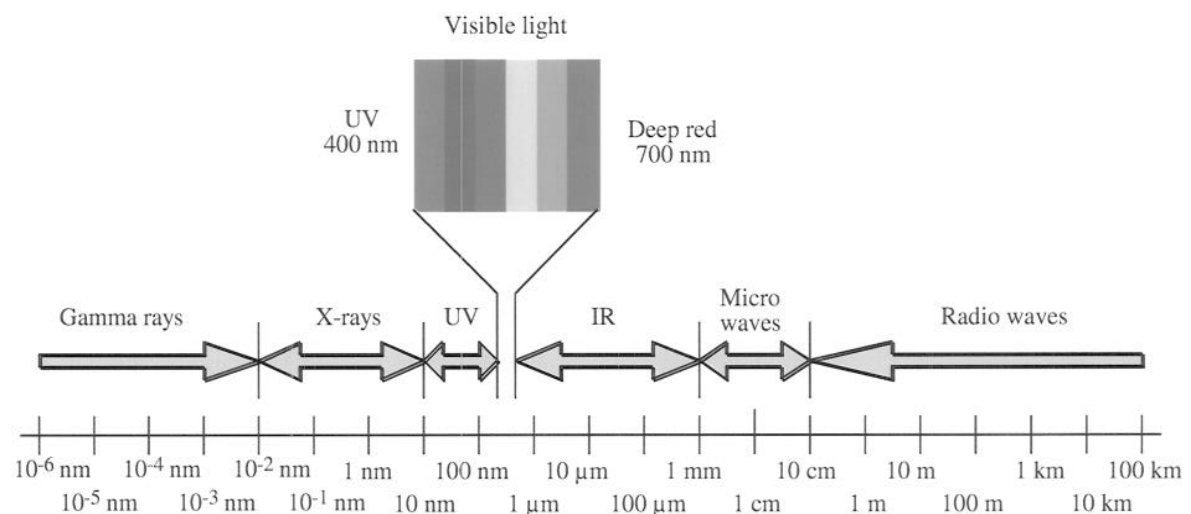 Visible light
UV
400 nm
Deep red
700 nm
Gamma rays
X-rays
UV
IR
Micro
waves
Radio waves
10-6 nm
10-4 nm
10-2 nm
1 nm
100 nm
10 μm
1 mm
10 cm
10 m
1 km
100 km
10-5 nm
10-3 nm
10-1 nm
10 nm
1 μm
100 μm
1 cm
1 m
100 m
10 km